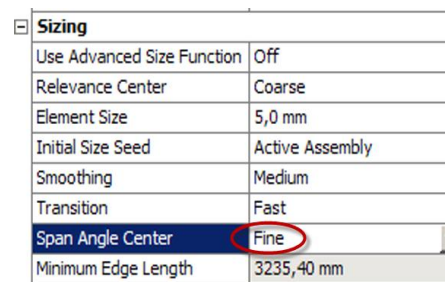 Sizing
Use Advanced Size Function Off
Relevance Center Coarse
Element Size 5,0 mm
Initial Size Seed Active Assembly
Smoothing Medium
Transition Fast
Span Angle Center Fine
Minimum Edge Length 3235,40 mm